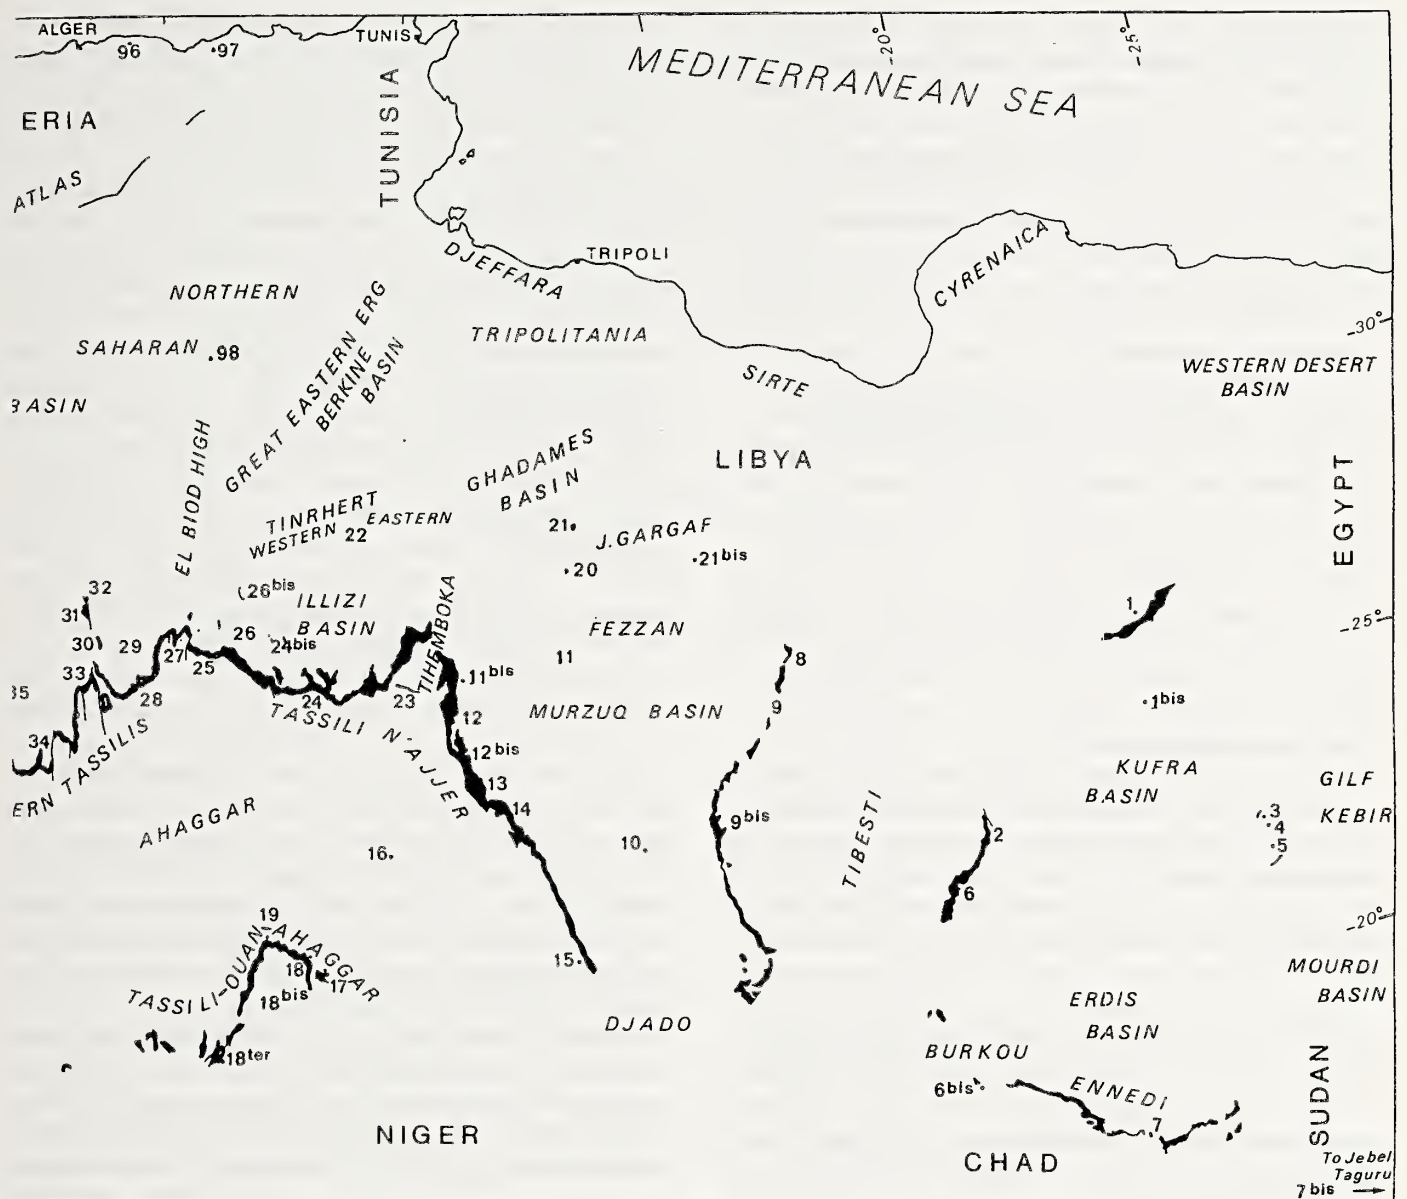 ALGER
96
.97
TUNIS
MEDITERRANEAN SEA
-20°
-25°
ERIA
TUNISIA
ATLAS
DJEFFARA
TRIPOLI
CYRENAICA
NORTHERN
SAHARAN .98
BASIN
GREAT EASTERN ERG
BERKINE
BASIN
TRIPOLITANIA
SIRTE
-30°
WESTERN DESERT
BASIN
EL BIOD HIGH
GHADAMES
BASIN
LIBYA
EGYPT
TINRHERT
WESTERN
EASTERN
22
21.
J.GARGAF
.20
.21bis
32
31
30
29
33
35
34
28
27
25
26bis
26
24bis
24
ILLIZI
BASIN
TIHEMBOKA
23
FEZZAN
11
.11bis
12
12bis
13
14
MURZUQ BASIN
8
9
1.
-25°
.1bis
ERN TASSILIS
TASSILI N-AJJER
AHAGGAR
16.
10.
9bis
TIBESTI
KUFRA
BASIN
GILF
KEBIR
2
6
.3
4
.5
-20°
19
TASSILI-OUAN-AHAGGAR
18
17
18bis
18ter
15.
DJADO
MOURDI
BASIN
ERDIS
BASIN
BURKOU
6bis
ENNEDI
7
NIGER
CHAD
SUDAN
To Jebel
Taguru
7 bis